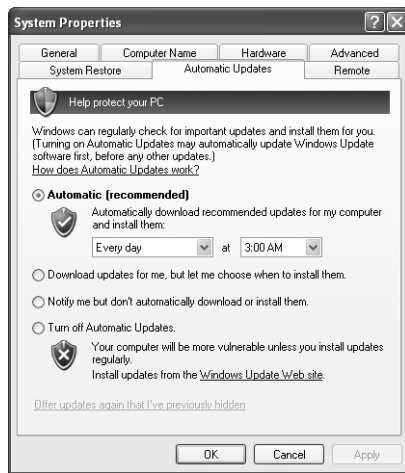 System Properties
General Computer Name Hardware Advanced
System Restore Automatic Updates Remote
Help protect your PC
Windows can regularly check for important updates and install them for you.
(Turning on Automatic Updates may automatically update Windows Update
software first, before any other updates.)
How does Automatic Updates work?
Automatic (recommended)
Automatically download recommended updates for my computer
and install them:
Every day at 3:00 AM
Download updates for me, but let me choose when to install them.
Notify me but don't automatically download or install them.
Turn off Automatic Updates.
Your computer will be more vulnerable unless you install updates
regularly.
Install updates from the Windows Update Web site.
Offer updates again that I've previously hidden
OK Cancel Apply